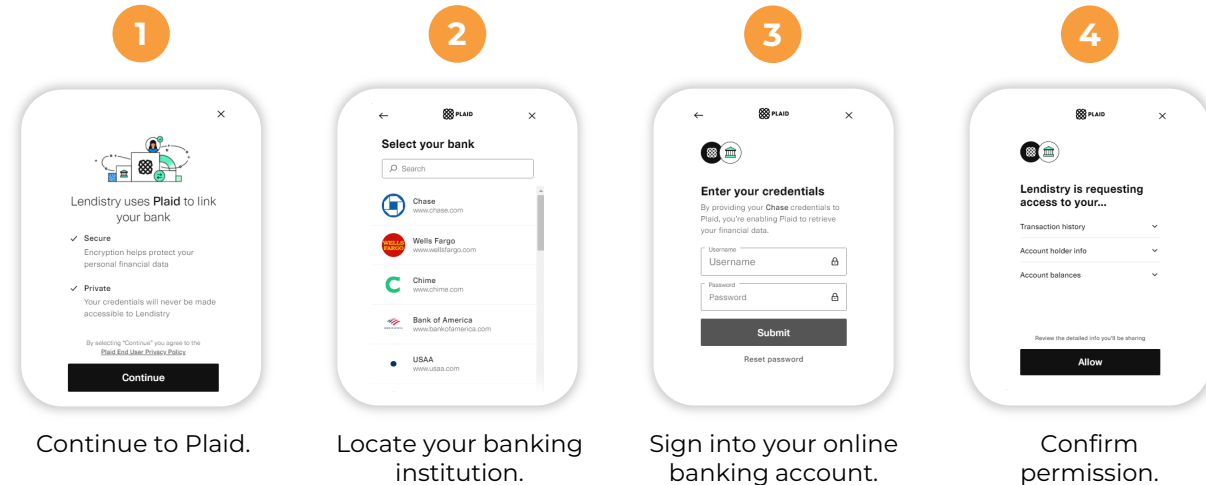 1
Lendistry uses Plaid to link
your bank
Secure
Encryption helps protect your
personal financial data
Private
Your credentials will never be made
accessible to Lendistry
By selecting "Continue" you agree to the
Plaid End User Privacy Policy
Continue
Continue to Plaid.
2
PLAID
Select your bank
Search
Chase
www.chase.com
WELLS
FARGO
Wells Fargo
www.wellsfargo.com
Chime
www.chime.com
Bank of America
www.bankofamerica.com
USAA
www.usaa.com
Locate your banking
institution.
3
PLAID
Enter your credentials
By providing your Chase credentials to
Plaid, you're enabling Plaid to retrieve
your financial data.
Username
Username
Password
Password
Submit
Reset password
Sign into your online
banking account.
4
PLAID
Lendistry is requesting
access to your...
Transaction history
Account holder info
Account balances
Review the detailed info you'll be sharing
Allow
Confirm
permission.